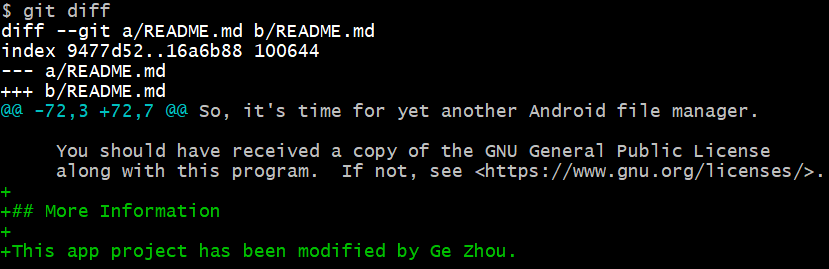 $ git diff
diff --git a/README.md b/README.md
index 9477d52..16a6b88 100644
--- a/README.md
+++ b/README.md
@@ -72,3 +72,7 @@ So, it's time for yet another Android file manager.

     You should have received a copy of the GNU General Public License
     along with this program.  If not, see <https://www.gnu.org/licenses/>.
+
+## More Information
+
+This app project has been modified by Ge Zhou.